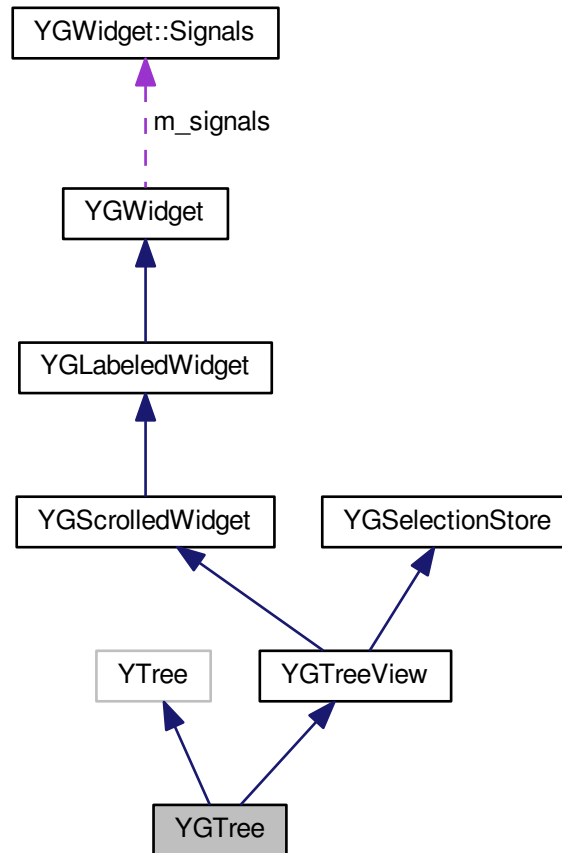 YGWidget::Signals
m_signals
YGWidget
YGLabeledWidget
YGScrolledWidget
YGSelectionStore
YTree
YGTreeView
YGTree